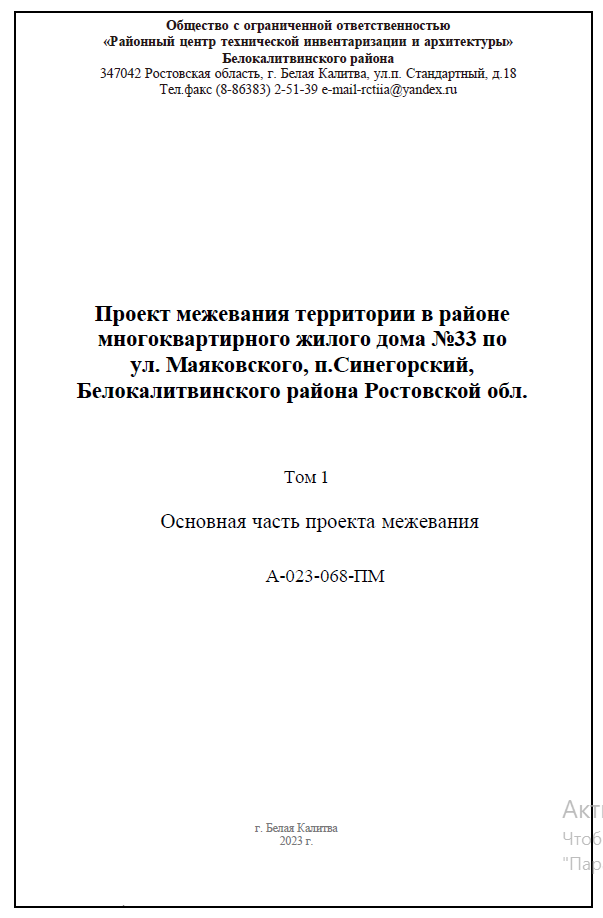 Общество с ограниченной ответственностью
«Районный центр технической инвентаризации и архитектуры»
Белокалитвинского района
347042 Ростовская область, г. Белая Калитва, ул.п. Стандартный, д.18
Тел.факс (8-86383) 2-51-39 e-mail-rctiia@yandex.ru
Проект межевания территории в районе
многоквартирного жилого дома №33 по
ул. Маяковского, п.Синегорский,
Белокалитвинского района Ростовской обл.
Том 1
Основная часть проекта межевания
А-023-068-ПМ
г. Белая Калитва
2023 г.
Акти
Чтоб
"Пар